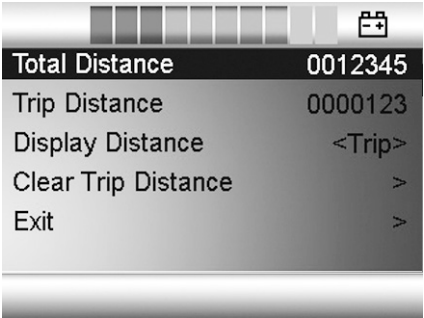 Total Distance 0012345
Trip Distance 0000123
Display Distance <Trip>
Clear Trip Distance >
Exit >